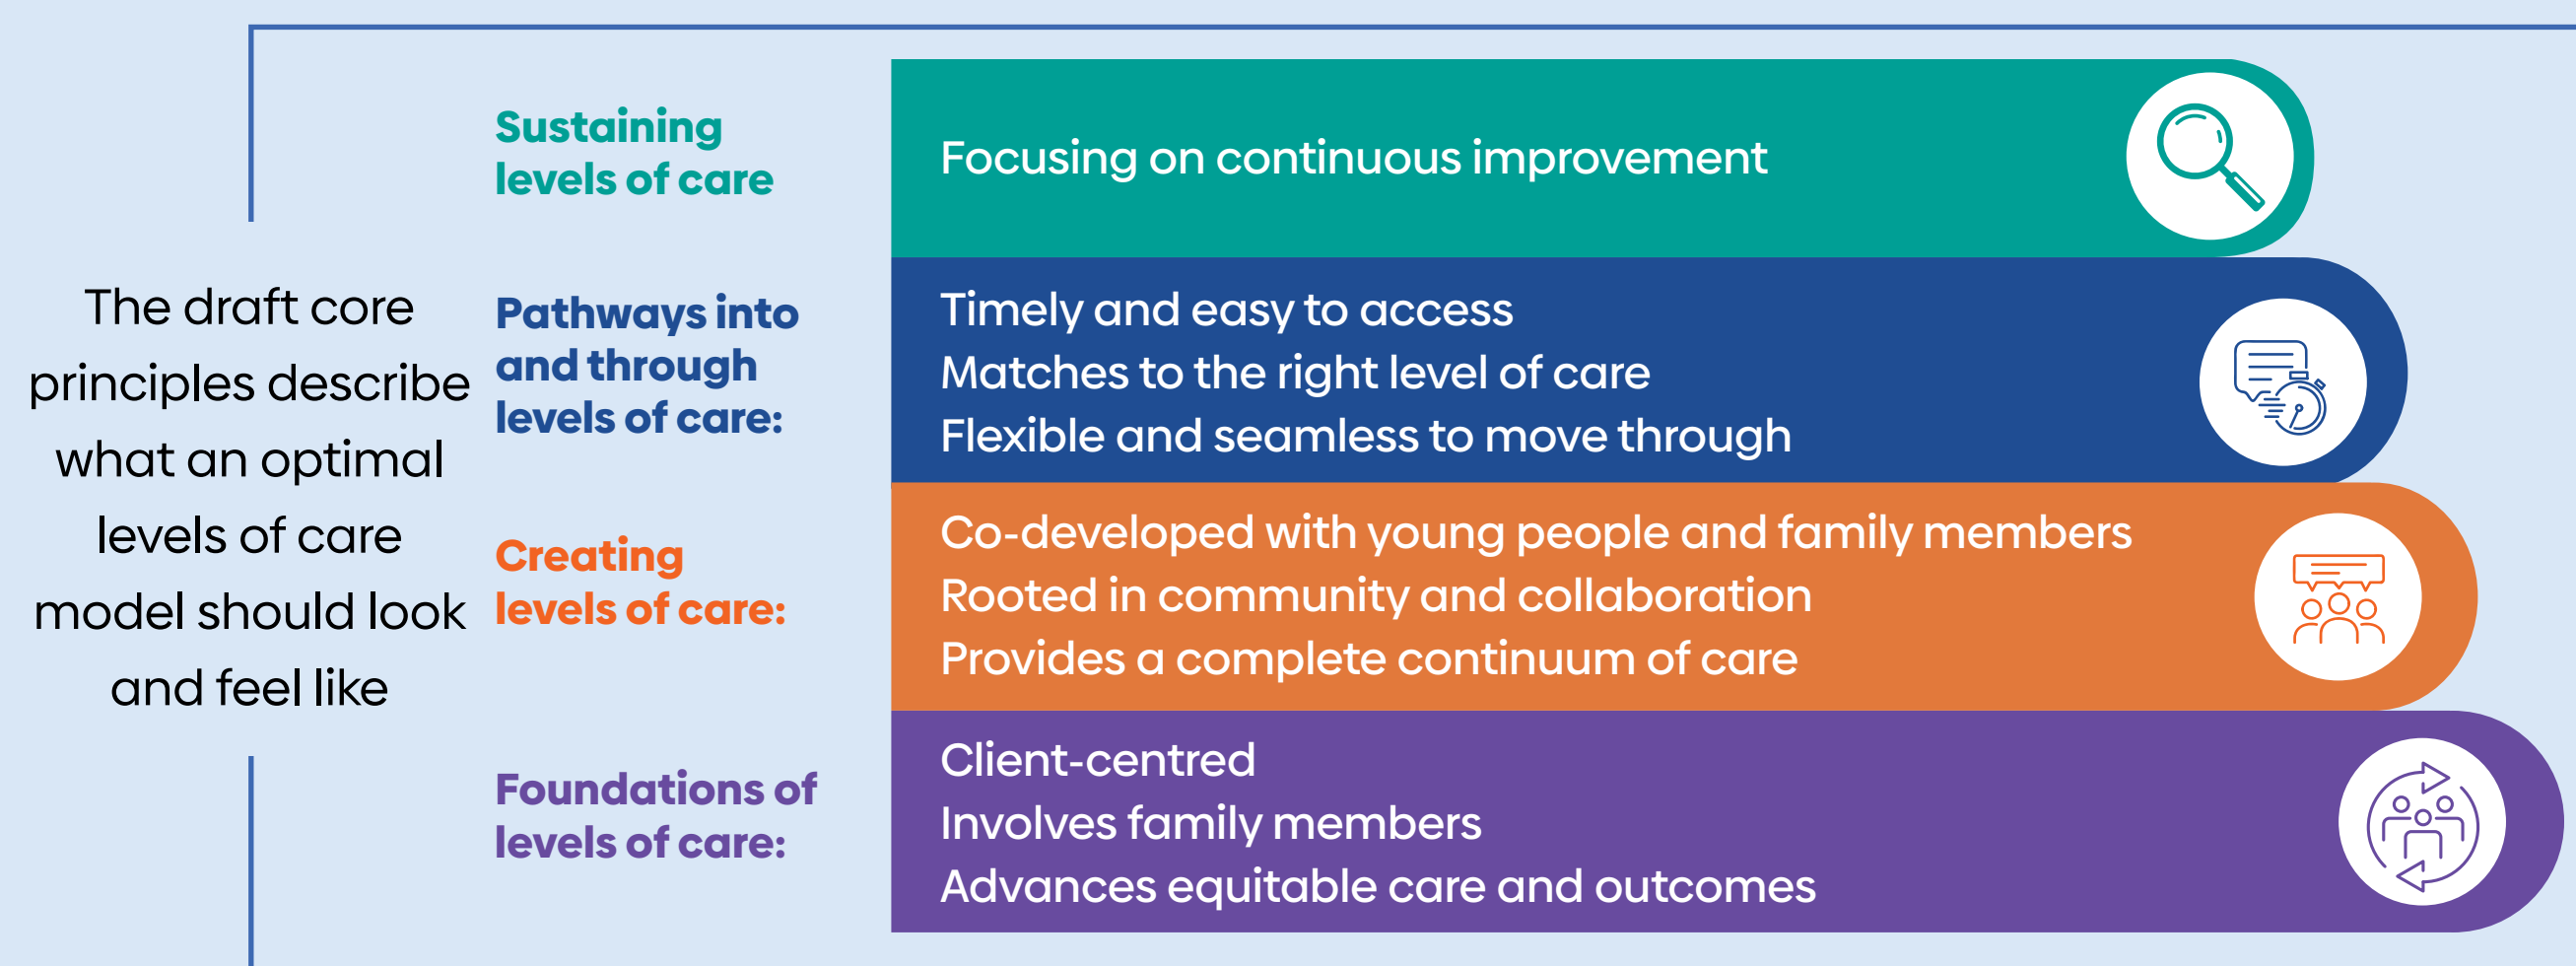 The draft core
principles describe
what an optimal
levels of care
model should look
and feel like
Sustaining
levels of care
Focusing on continuous improvement
Pathways into
and through
levels of care:
Timely and easy to access
Matches to the right level of care
Flexible and seamless to move through
Creating
levels of care:
Co-developed with young people and family members
Rooted in community and collaboration
Provides a complete continuum of care
Foundations of
levels of care:
Client-centred
Involves family members
Advances equitable care and outcomes